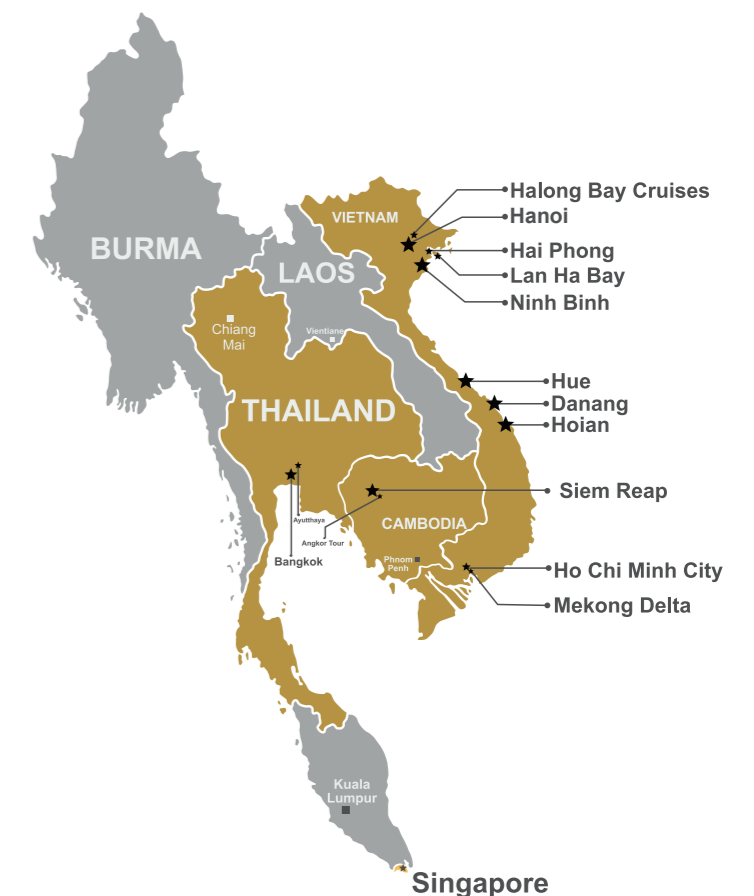 Halong Bay Cruises
VIETNAM
Hanoi
BURMA
Hai Phong
LAOS
Lan Ha Bay
Ninh Binh
Chiang
Mai
Vientiane
Hue
THAILAND
Danang
Hoian
Siem Reap
Ayutthaya
CAMBODIA
Angkor Tour
Bangkok
Phnom
Penh
Ho Chi Minh City
Mekong Delta
Kuala
Lumpur
Singapore